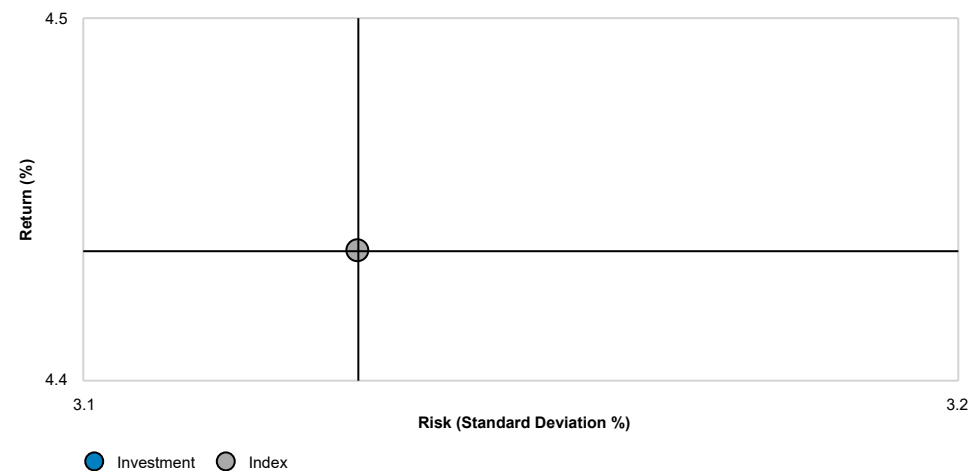 4.5
Return (%)
4.4
3.1
3.2
Risk (Standard Deviation %)
Investment
Index